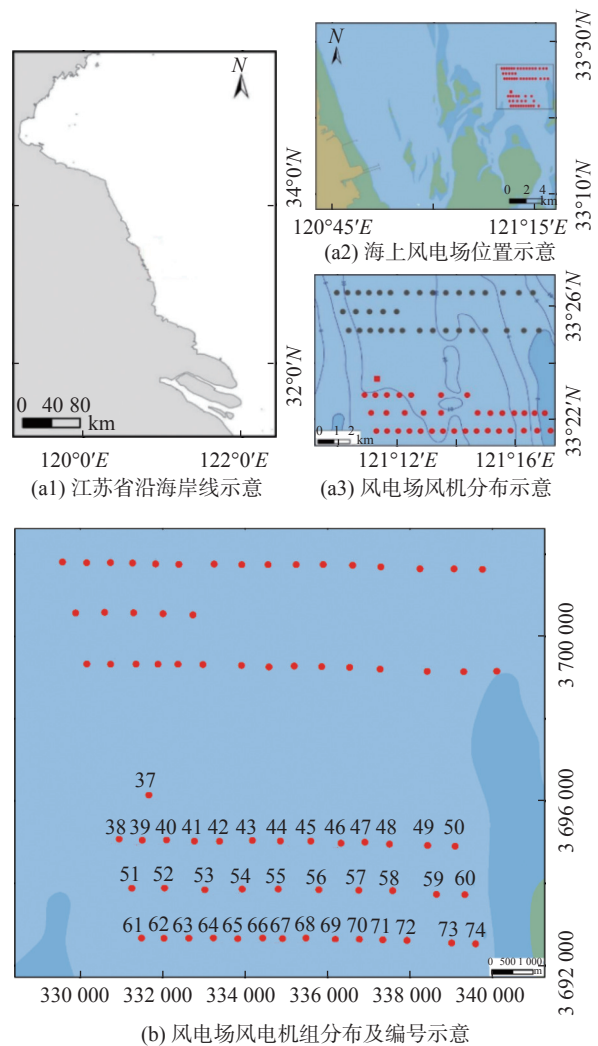 N
34°0′N
32°0′N
0 40 80
km
120°0′E 122°0′E
(a1) 江苏省沿海岸线示意
N
33°30′N
33°10′N
0 2 4
km
120°45′E 121°15′E
(a2) 海上风电场位置示意
33°26′N
33°22′N
0 1 2
km
121°12′E 121°16′E
(a3) 风电场风机分布示意
3 700 000
3 696 000
3 692 000
37
38 39 40 41 42 43 44 45 46 47 48 49 50
51 52 53 54 55 56 57 58 59 60
61 62 63 64 65 66 67 68 69 70 71 72 73 74
0 500 1 000
m
330 000 332 000 334 000 336 000 338 000 340 000
(b) 风电场风电机组分布及编号示意